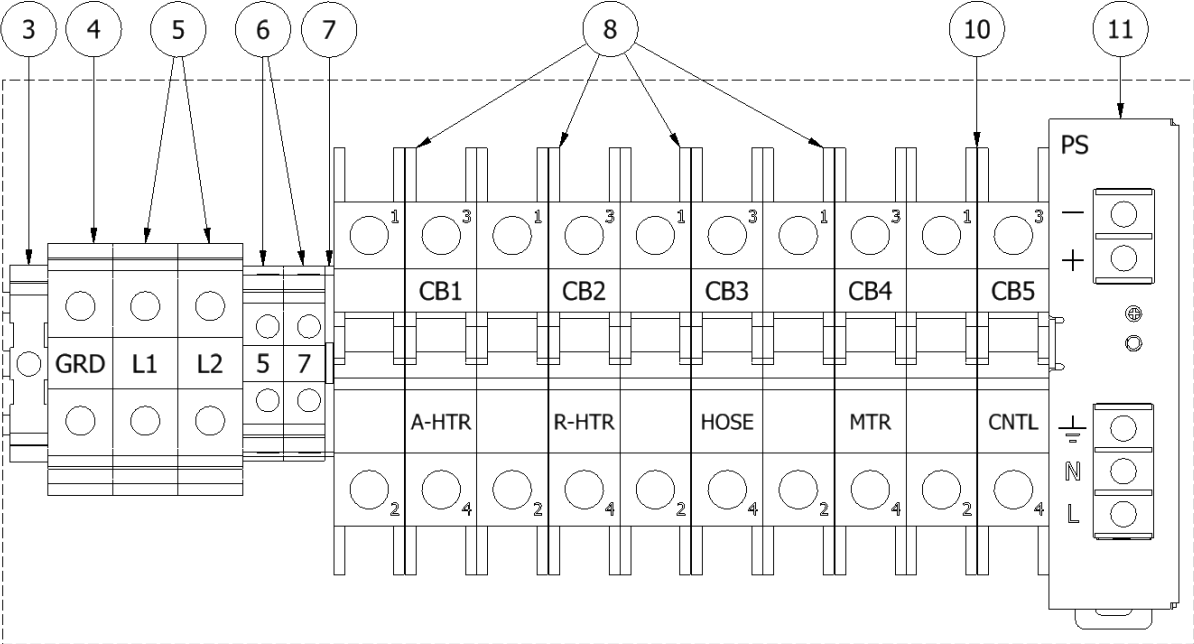 3 4 5 6 7 8 10 11
PS
1 3 1 3 1 3 1 3 1 3
−
+
CB1 CB2 CB3 CB4 CB5
GRD L1 L2 5 7
A-HTR R-HTR HOSE MTR CNTL
N
L
2 4 2 4 2 4 2 4 2 4